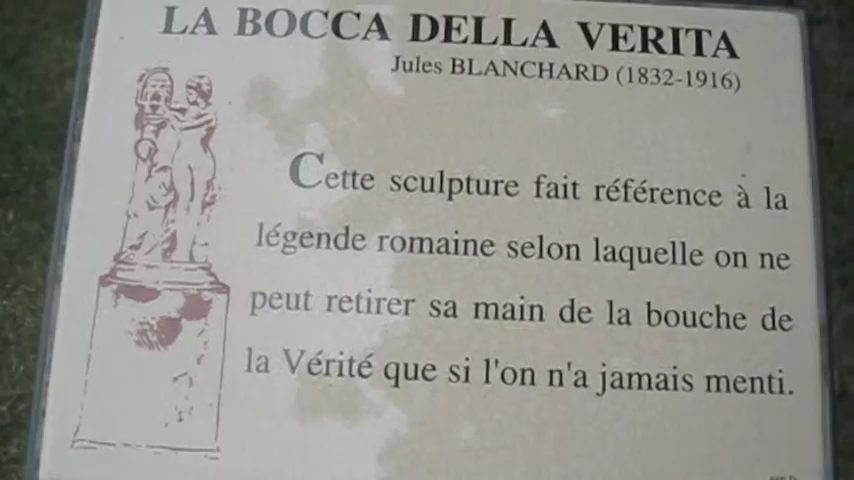 LA BOCCA DELLA VERITA
Jules BLANCHARD (1832-1916)
Cette sculpture fait référence à la
légende romaine selon laquelle on ne
peut retirer sa main de la bouche de
la Vérité que si l'on n'a jamais menti.